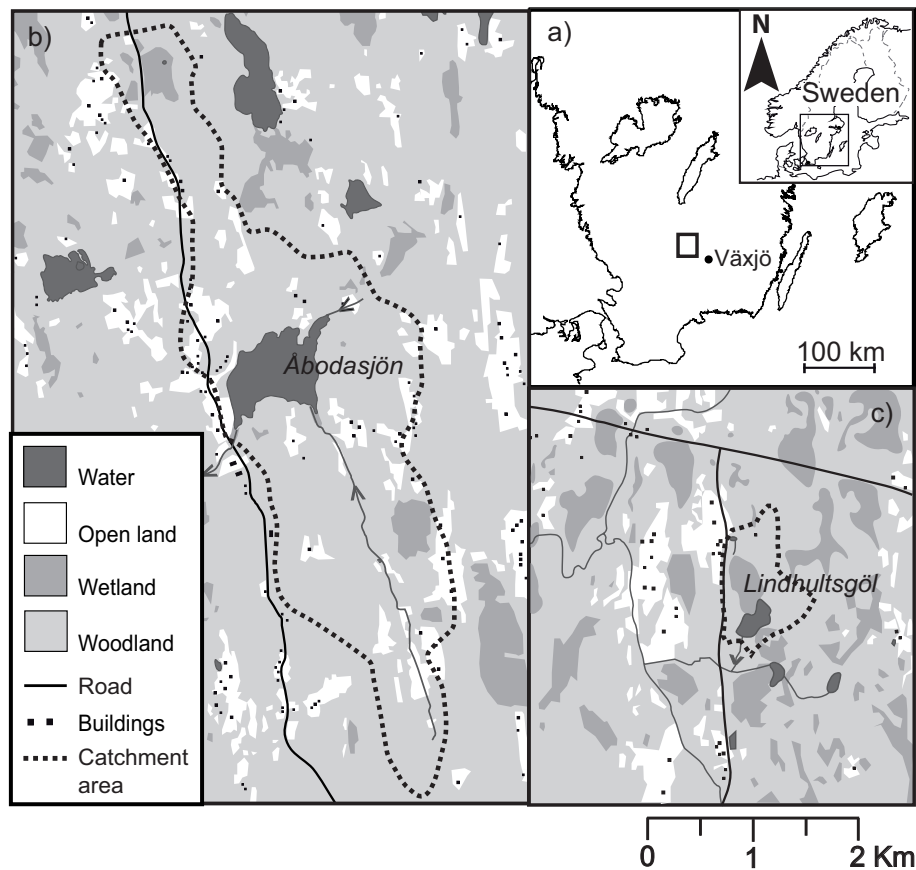 b)
Åbodasjön
Water
Open land
Wetland
Woodland
Road
Buildings
Catchment
area
a)
N
Sweden
Växjö
100 km
c)
Lindhultsgöl
0 1 2 Km